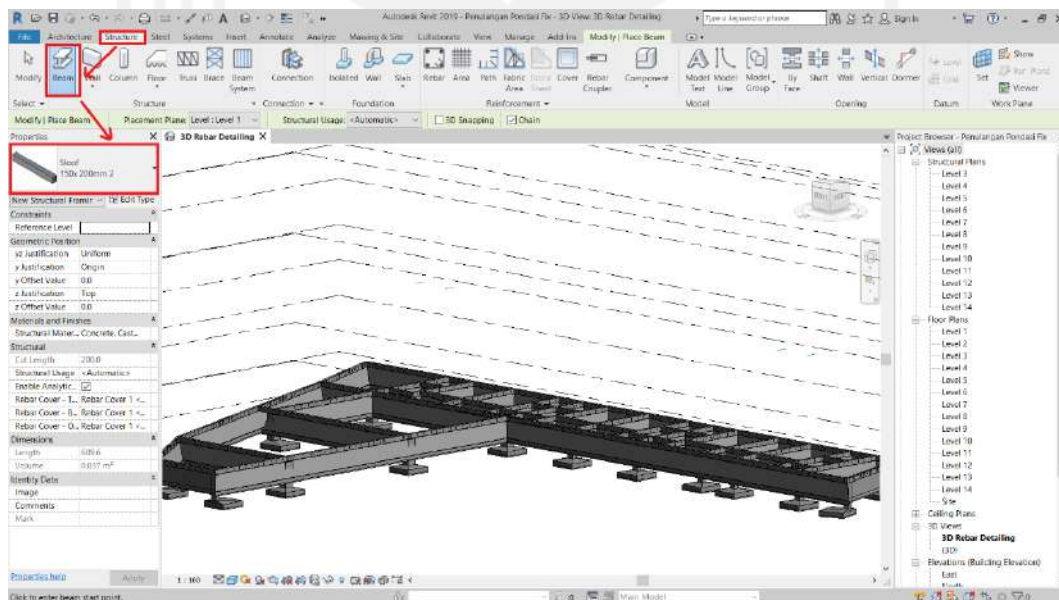 Autodesk Revit 2019 - Penulangan Pondasi Fix - 3D View: 3D Rebar Detailing
Type a keyword or phrase
Sign In
File Architecture Structure Steel Systems Insert Annotate Analyze Massing & Site Collaborate View Manage Add-Ins Modify | Place Beam
Modify Beam Wall Column Floor Truss Brace Beam System Connection Isolated Wall Slab Rebar Area Path Fabric Area Cover Rebar Coupler Component Model Text Model Line Model Group By Face Shaft Wall Vertical Dormer Level Grid Set Show Ref Plane Viewer
Select Structure Connection Foundation Reinforcement Model Opening Datum Work Plane
Modify | Place Beam Placement Plane: Level : Level 1 Structural Usage: <Automatic> 3D Snapping Chain
Properties X
3D Rebar Detailing X
Project Browser - Penulangan Pondasi Fix
Sloof
150x 200mm 2
New Structural Framir Edit Type
Constraints
Reference Level
Geometric Position
yz Justification Uniform
y Justification Origin
y Offset Value 0.0
z Justification Top
z Offset Value 0.0
Materials and Finishes
Structural Mater... Concrete, Cast...
Structural
Cut Length 200.0
Structural Usage <Automatic>
Enable Analytic...
Rebar Cover - T... Rebar Cover 1 <...
Rebar Cover - B... Rebar Cover 1 <...
Rebar Cover - O... Rebar Cover 1 <...
Dimensions
Length 609.6
Volume 0.037 m³
Identity Data
Image
Comments
Mark
Properties help Apply
1 : 100
Click to enter beam start point.
Main Model
Views (all)
Structural Plans
Level 3
Level 4
Level 5
Level 6
Level 7
Level 8
Level 9
Level 10
Level 11
Level 12
Level 13
Level 14
Floor Plans
Level 1
Level 2
Level 3
Level 4
Level 5
Level 6
Level 7
Level 8
Level 9
Level 10
Level 11
Level 12
Level 13
Level 14
Site
Ceiling Plans
3D Views
3D Rebar Detailing
{3D}
Elevations (Building Elevation)
East